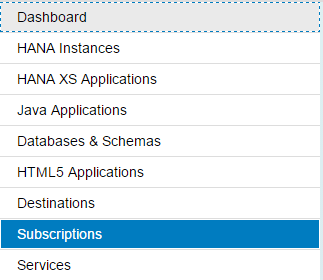 Dashboard
HANA Instances
HANA XS Applications
Java Applications
Databases & Schemas
HTML5 Applications
Destinations
Subscriptions
Services